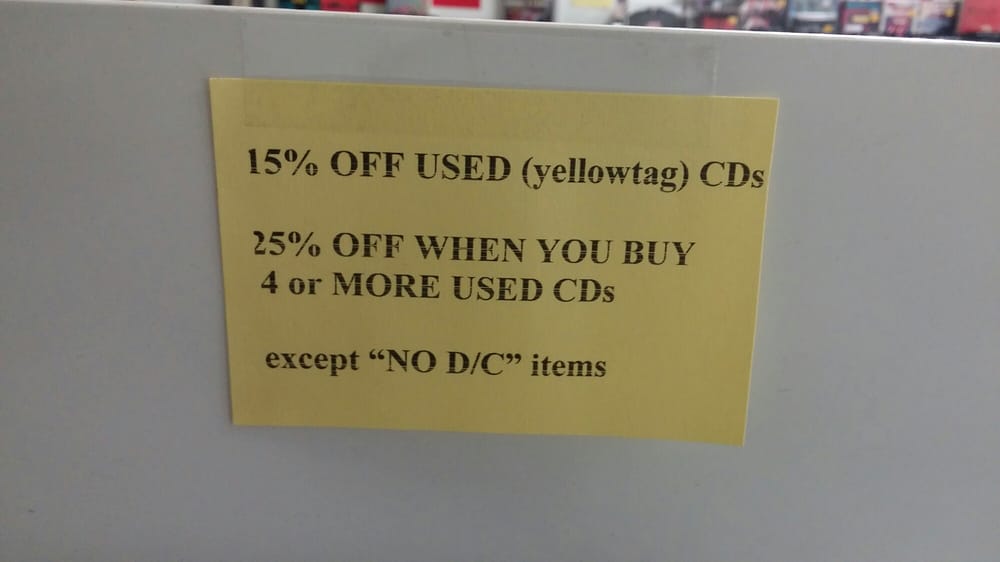 15% OFF USED (yellowtag) CDs
25% OFF WHEN YOU BUY
4 or MORE USED CDs
except “NO D/C” items